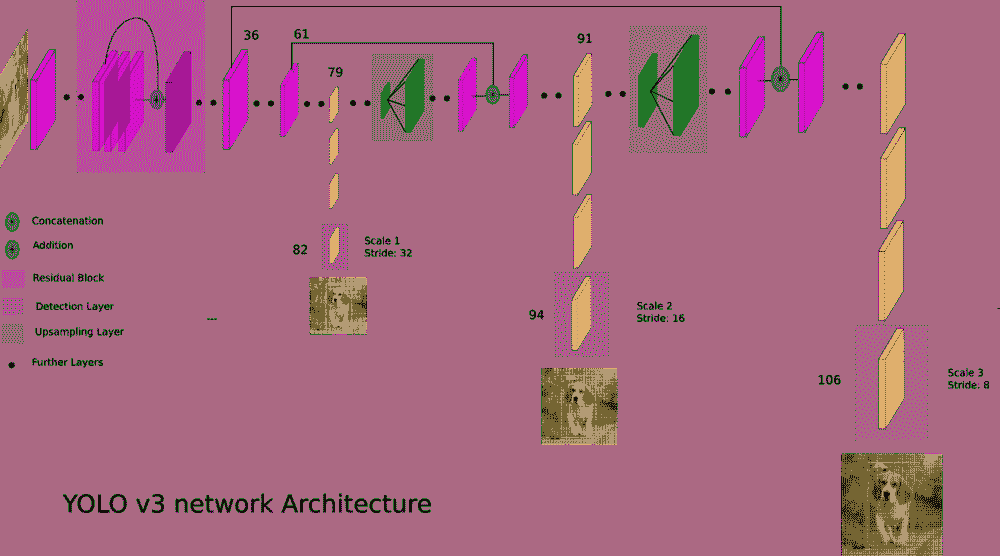 36
61
79
91
Concatenation
Addition
Residual Block
Detection Layer
Upsampling Layer
Further Layers
...
82
Scale 1
Stride: 32
94
Scale 2
Stride: 16
106
Scale 3
Stride: 8
YOLO v3 network Architecture